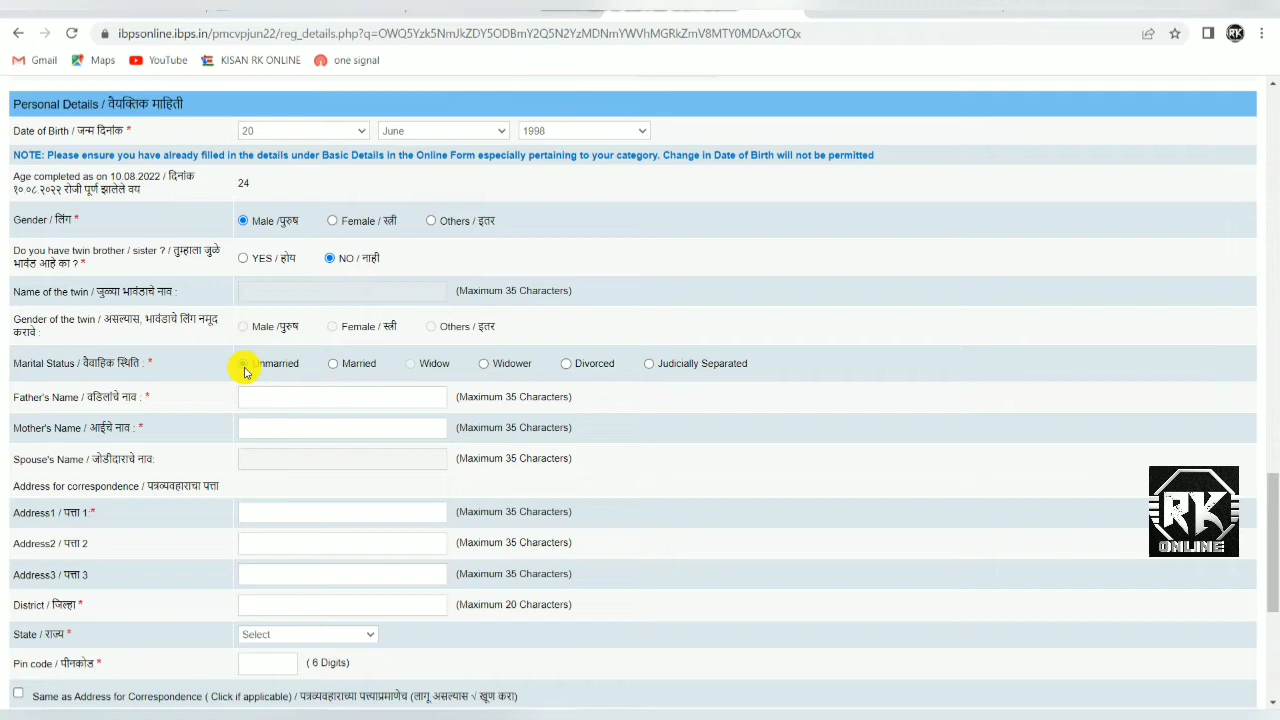 ibpsonline.ibps.in/pmcvpjun22/reg_details.php?q=OWQ5Yzk5NmJkZDY5ODBmY2Q5N2YzMDNmYWVhMGRkZmV8MTY0MDAxOTQx
RK
Gmail Maps YouTube KISAN RK ONLINE one signal
Personal Details / वैयक्तिक माहिती
Date of Birth / जन्म दिनांक * 20 June 1998
NOTE: Please ensure you have already filled in the details under Basic Details in the Online Form especially pertaining to your category. Change in Date of Birth will not be permitted
Age completed as on 10.08.2022 / दिनांक
१०.०८.२०२२ रोजी पूर्ण झालेले वय
24
Gender / लिंग * Male /पुरुष Female / स्त्री Others / इतर
Do you have twin brother / sister ? / तुम्हाला जुळे
भावंड आहे का ? *
YES / होय NO / नाही
Name of the twin / जुळ्या भावंडाचे नाव : (Maximum 35 Characters)
Gender of the twin / असल्यास, भावंडाचे लिंग नमूद
करावे :
Male /पुरुष Female / स्त्री Others / इतर
Marital Status / वैवाहिक स्थिति : * Unmarried Married Widow Widower Divorced Judicially Separated
Father's Name / वडिलांचे नाव : * (Maximum 35 Characters)
Mother's Name / आईचे नाव : * (Maximum 35 Characters)
Spouse's Name / जोडीदाराचे नाव: (Maximum 35 Characters)
Address for correspondence / पत्रव्यवहाराचा पत्ता
Address1 / पत्ता 1:* (Maximum 35 Characters)
Address2 / पत्ता 2 (Maximum 35 Characters)
Address3 / पत्ता 3 (Maximum 35 Characters)
District / जिल्हा * (Maximum 20 Characters)
State / राज्य * Select
Pin code / पीनकोड * ( 6 Digits)
Same as Address for Correspondence ( Click if applicable) / पत्रव्यवहाराच्या पत्त्याप्रमाणेच (लागू असल्यास √ खूण करा)
RK
ONLINE